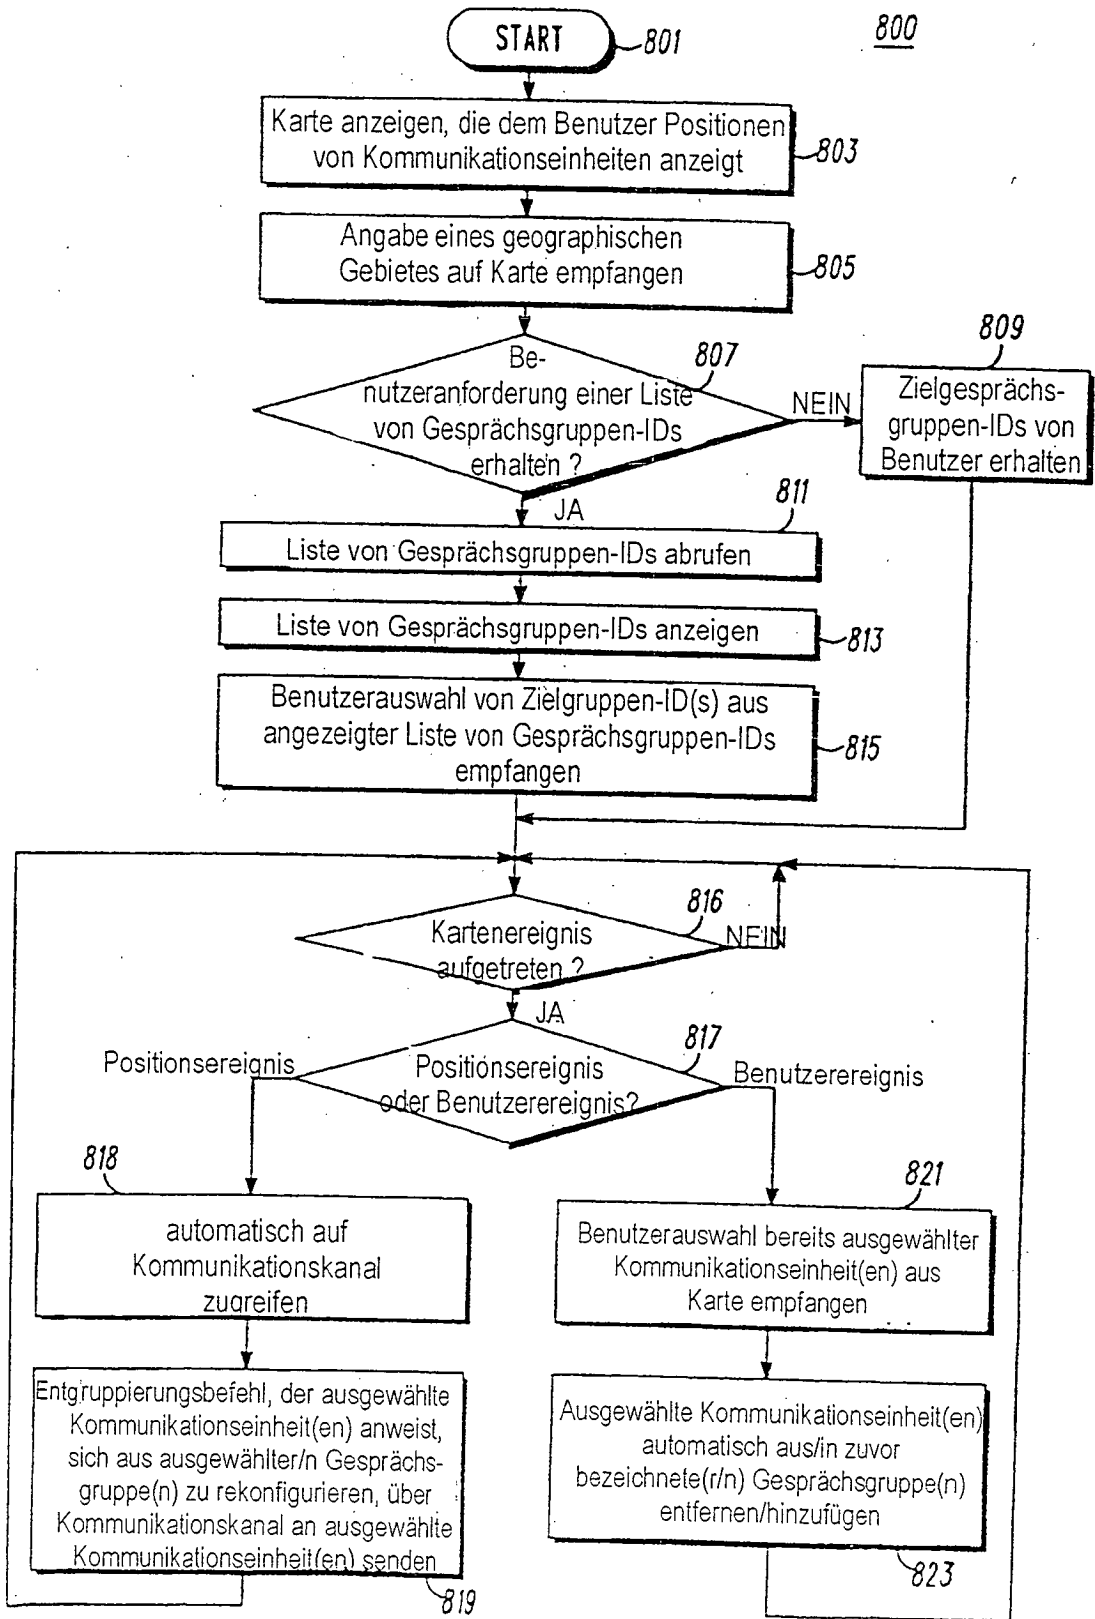 800
START
801
Karte anzeigen, die dem Benutzer Positionen
von Kommunikationseinheiten anzeigt
803
Angabe eines geographischen
Gebietes auf Karte empfangen
805
Be-
nutzeranforderung einer Liste
von Gesprächsgruppen-IDs
erhalten ?
807
NEIN
809
Zielgesprächs-
gruppen-IDs von
Benutzer erhalten
JA
811
Liste von Gesprächsgruppen-IDs abrufen
Liste von Gesprächsgruppen-IDs anzeigen
813
Benutzerauswahl von Zielgruppen-ID(s) aus
angezeigter Liste von Gesprächsgruppen-IDs
empfangen
815
Kartenereignis
aufgetreten ?
816
NEIN
JA
817
Positionsereignis
Positionsereignis
oder Benutzerereignis?
Benutzerereignis
818
automatisch auf
Kommunikationskanal
zugreifen
821
Benutzerauswahl bereits ausgewählter
Kommunikationseinheit(en) aus
Karte empfangen
Entgruppierungsbefehl, der ausgewählte
Kommunikationseinheit(en) anweist,
sich aus ausgewählter/n Gesprächs-
gruppe(n) zu rekonfigurieren, über
Kommunikationskanal an ausgewählte
Kommunikationseinheit(en) senden
819
Ausgewählte Kommunikationseinheit(en)
automatisch aus/in zuvor
bezeichnete(r/n) Gesprächsgruppe(n)
entfernen/hinzufügen
823